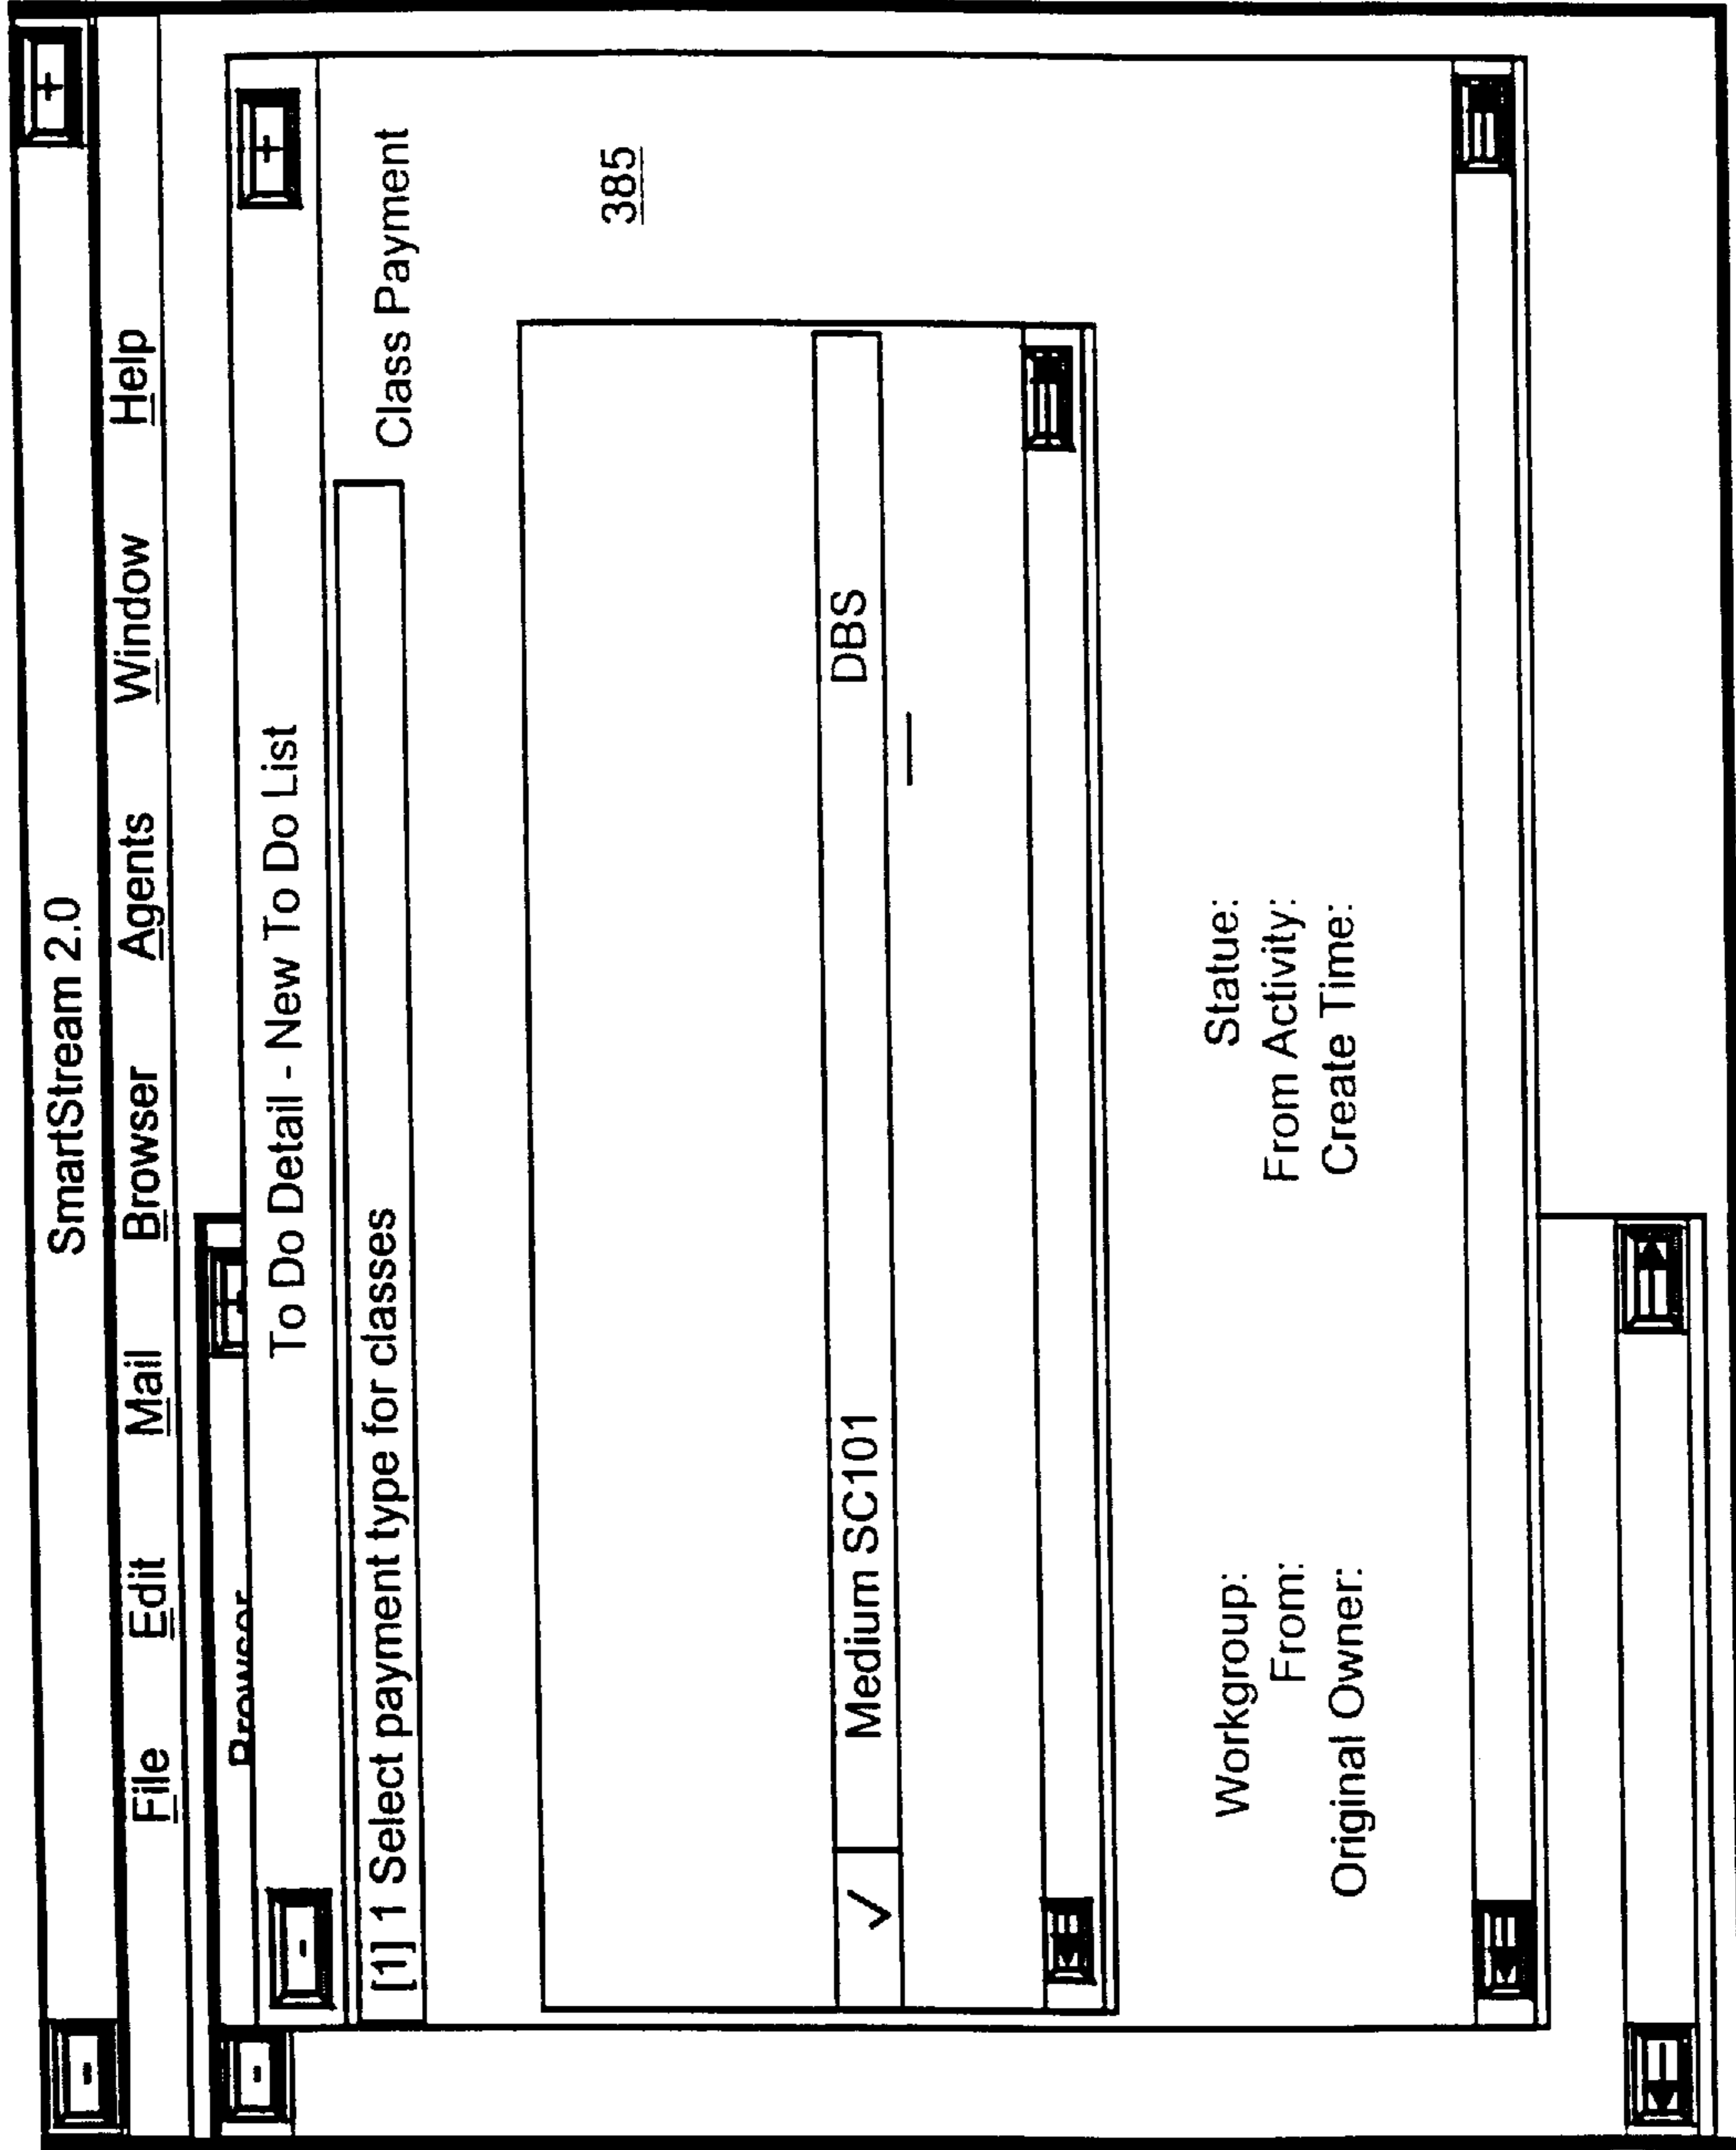 SmartStream 2.0
File Edit Mail Browser Agents Window Help
Browser
To Do Detail - New To Do List
[1] 1 Select payment type for classes Class Payment
385
✓ Medium SC101 DBS
Workgroup: Statue:
From: From Activity:
Original Owner: Create Time: